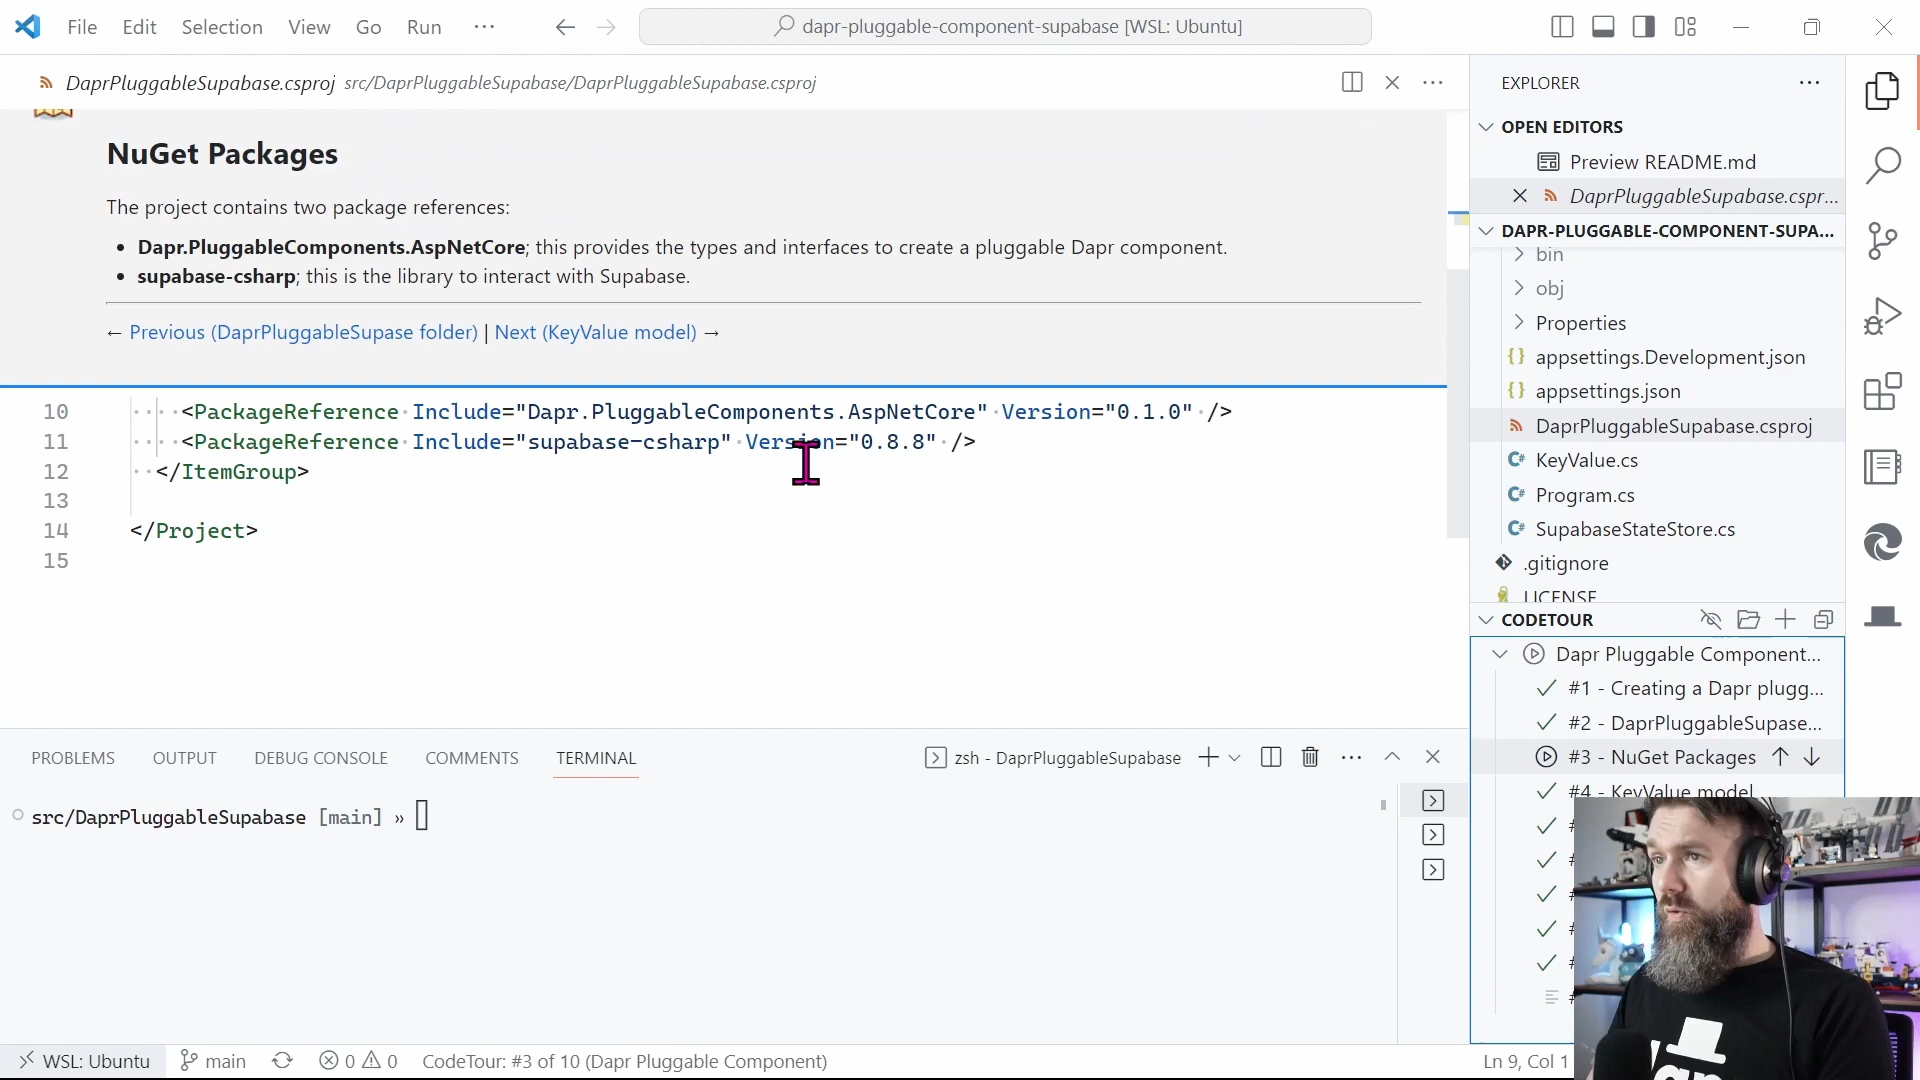 File Edit Selection View Go Run ···
dapr-pluggable-component-supabase [WSL: Ubuntu]
DaprPluggableSupabase.csproj src/DaprPluggableSupabase/DaprPluggableSupabase.csproj
NuGet Packages
The project contains two package references:
• Dapr.PluggableComponents.AspNetCore; this provides the types and interfaces to create a pluggable Dapr component.
• supabase-csharp; this is the library to interact with Supabase.
← Previous (DaprPluggableSupase folder) | Next (KeyValue model) →
10 <PackageReference Include="Dapr.PluggableComponents.AspNetCore" Version="0.1.0" />
11 <PackageReference Include="supabase-csharp" Version="0.8.8" />
12 </ItemGroup>
13
14 </Project>
15
PROBLEMS OUTPUT DEBUG CONSOLE COMMENTS TERMINAL
zsh - DaprPluggableSupabase
src/DaprPluggableSupabase [main] »
EXPLORER
OPEN EDITORS
Preview README.md
DaprPluggableSupabase.cspr...
DAPR-PLUGGABLE-COMPONENT-SUPA...
bin
obj
Properties
{} appsettings.Development.json
{} appsettings.json
DaprPluggableSupabase.csproj
C# KeyValue.cs
C# Program.cs
C# SupabaseStateStore.cs
.gitignore
LICENSE
CODETOUR
Dapr Pluggable Component...
#1 - Creating a Dapr plugg...
#2 - DaprPluggableSupase...
#3 - NuGet Packages
#4 - KeyValue model
WSL: Ubuntu main 0 0 CodeTour: #3 of 10 (Dapr Pluggable Component)
Ln 9, Col 1